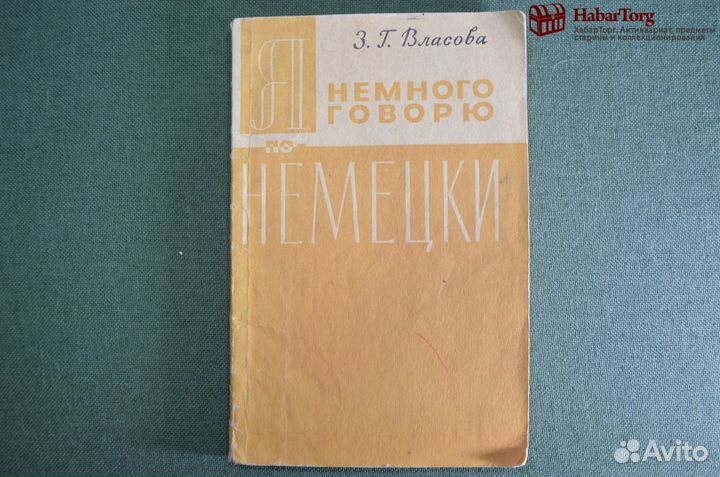 З. Г. Власова
Я
НЕМНОГО
ГОВОРЮ
ПО-
НЕМЕЦКИ
HabarTorg
ХабарТорг. Антиквариат, предметы
старины и коллекционирования
Avito